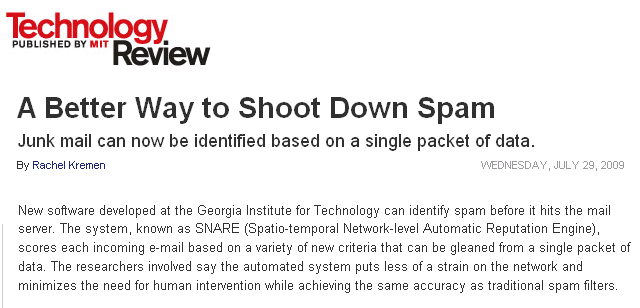 Technology
PUBLISHED BY MIT
Review
A Better Way to Shoot Down Spam
Junk mail can now be identified based on a single packet of data.
By Rachel Kremen WEDNESDAY, JULY 29, 2009
New software developed at the Georgia Institute for Technology can identify spam before it hits the mail
server. The system, known as SNARE (Spatio-temporal Network-level Automatic Reputation Engine),
scores each incoming e-mail based on a variety of new criteria that can be gleaned from a single packet of
data. The researchers involved say the automated system puts less of a strain on the network and
minimizes the need for human intervention while achieving the same accuracy as traditional spam filters.